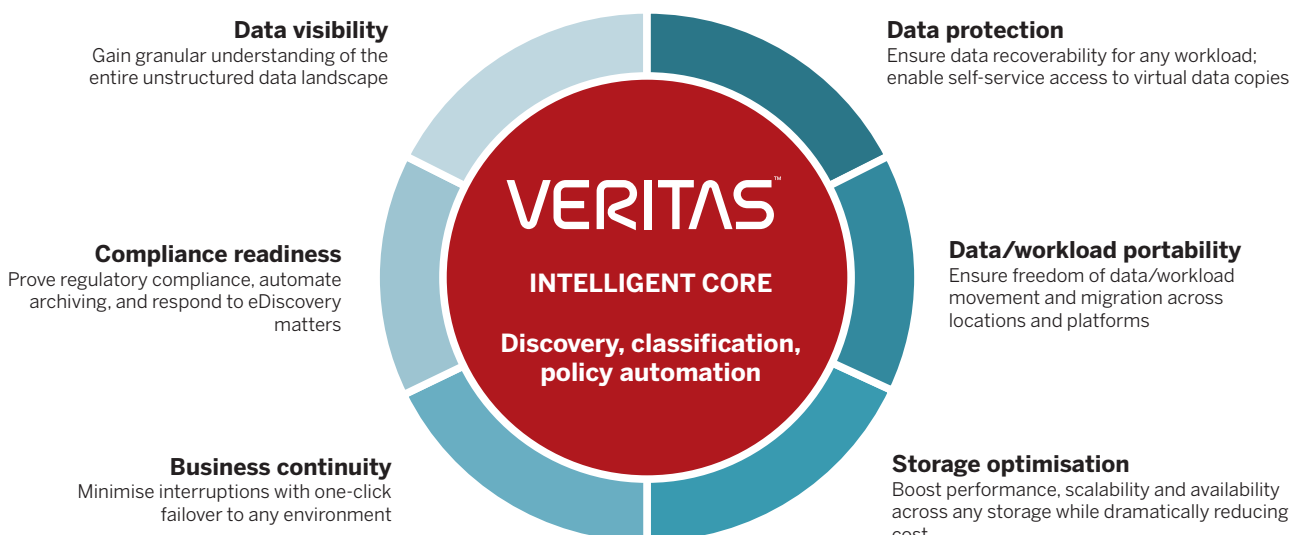 Data visibility
Gain granular understanding of the
entire unstructured data landscape
Data protection
Ensure data recoverability for any workload;
enable self-service access to virtual data copies
VERITAS™
INTELLIGENT CORE
Discovery, classification,
policy automation
Compliance readiness
Prove regulatory compliance, automate
archiving, and respond to eDiscovery
matters
Data/workload portability
Ensure freedom of data/workload
movement and migration across
locations and platforms
Business continuity
Minimise interruptions with one-click
failover to any environment
Storage optimisation
Boost performance, scalability and availability
across any storage while dramatically reducing
cost